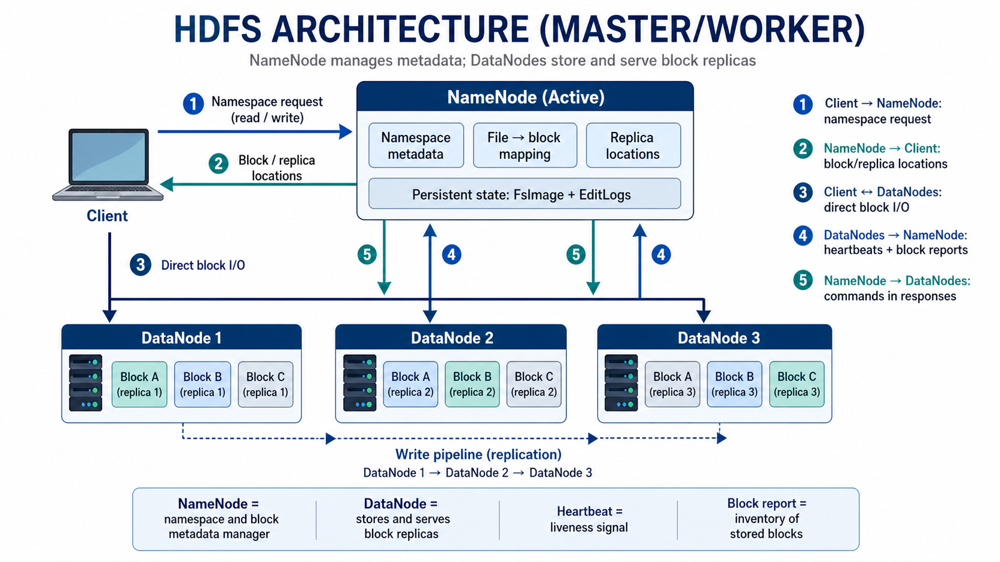 HDFS ARCHITECTURE (MASTER/WORKER)
NameNode manages metadata; DataNodes store and serve block replicas
1 Namespace request
(read / write)
2 Block / replica
locations
Client
3 Direct block I/O
NameNode (Active)
Namespace
metadata
File → block
mapping
Replica
locations
Persistent state: FsImage + EditLogs
5
4
5
4
1 Client → NameNode:
namespace request
2 NameNode → Client:
block/replica locations
3 Client ↔ DataNodes:
direct block I/O
4 DataNodes → NameNode:
heartbeats + block reports
5 NameNode → DataNodes:
commands in responses
DataNode 1
Block A
(replica 1)
Block B
(replica 1)
Block C
(replica 1)
DataNode 2
Block A
(replica 2)
Block B
(replica 2)
Block C
(replica 2)
DataNode 3
Block A
(replica 3)
Block B
(replica 3)
Block C
(replica 3)
Write pipeline (replication)
DataNode 1 → DataNode 2 → DataNode 3
NameNode =
namespace and block
metadata manager
DataNode =
stores and serves
block replicas
Heartbeat =
liveness signal
Block report =
inventory of
stored blocks